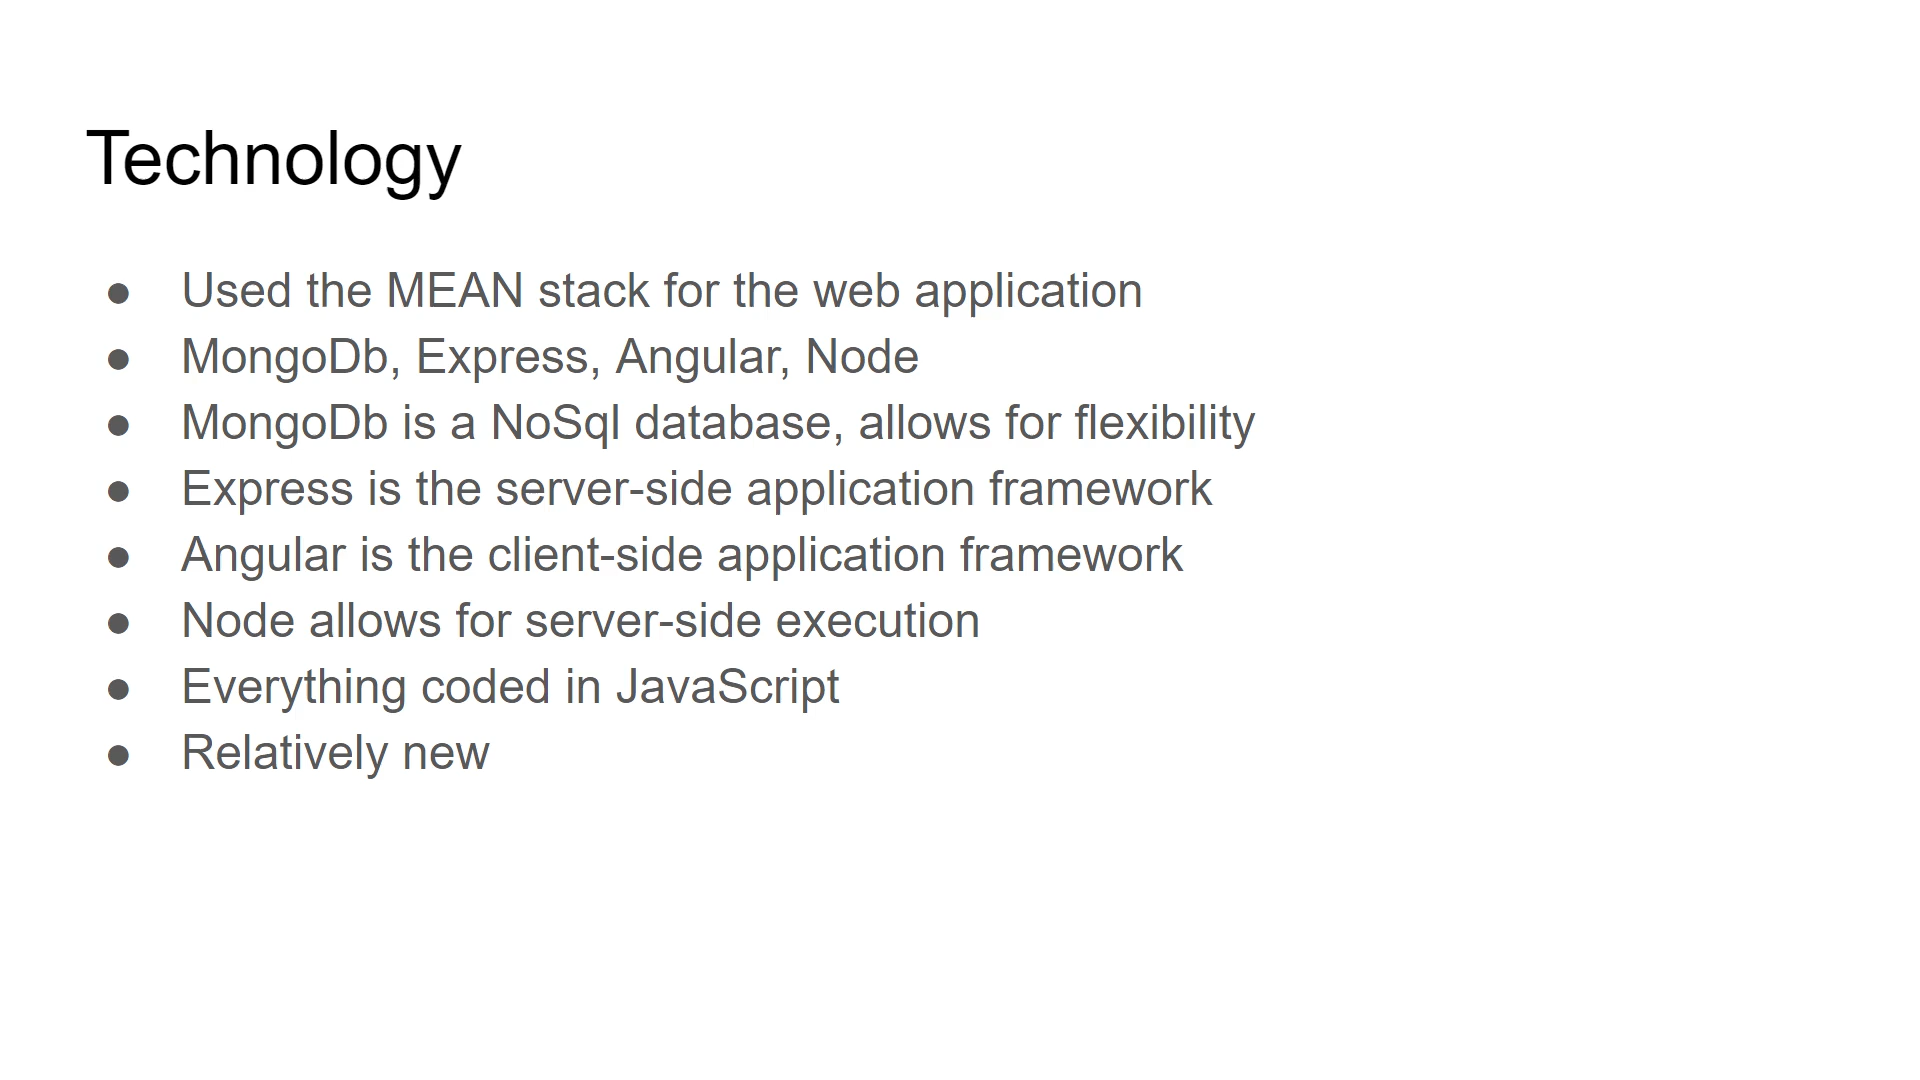 Technology
● Used the MEAN stack for the web application
● MongoDb, Express, Angular, Node
● MongoDb is a NoSql database, allows for flexibility
● Express is the server-side application framework
● Angular is the client-side application framework
● Node allows for server-side execution
● Everything coded in JavaScript
● Relatively new